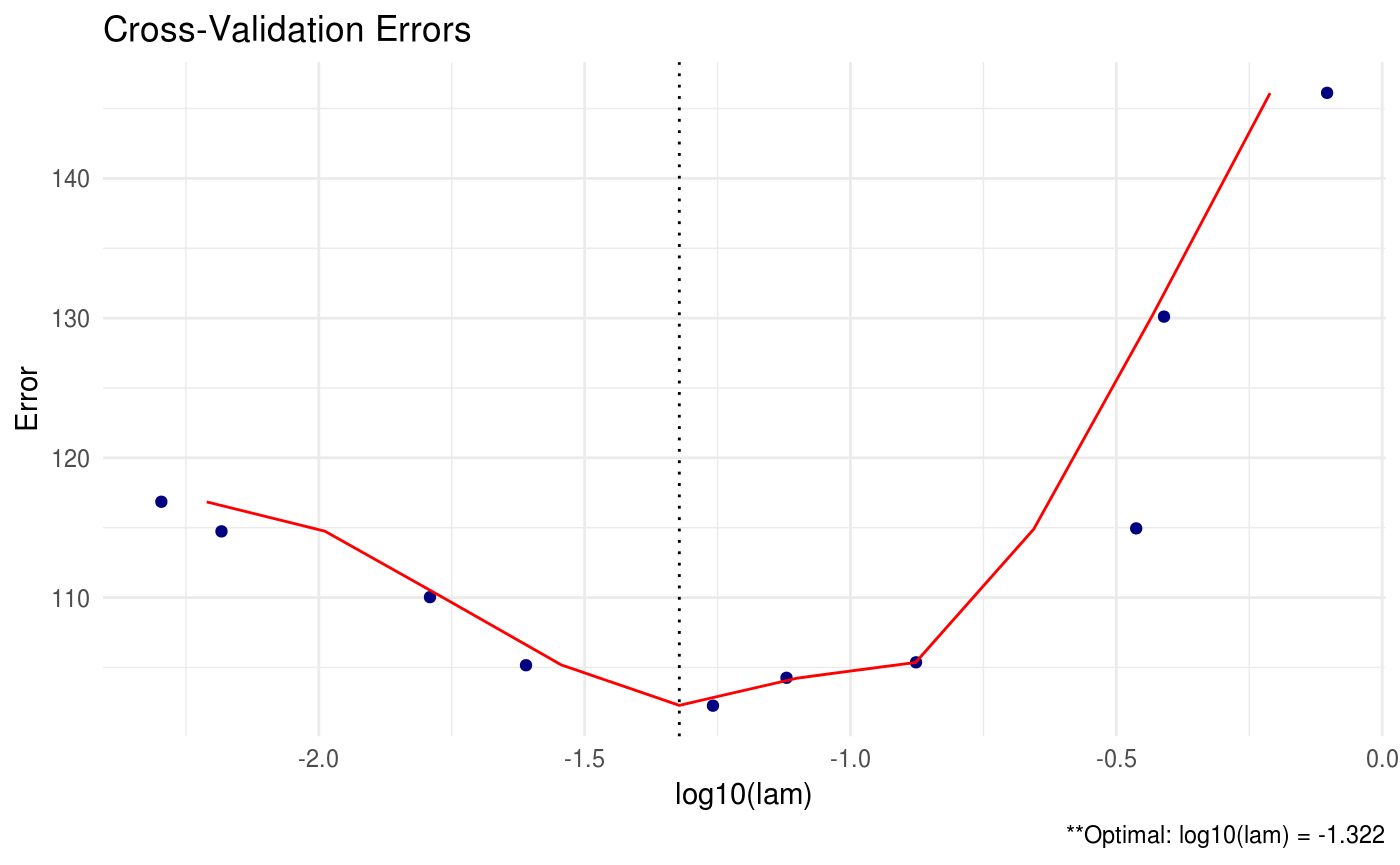 Cross-Validation Errors
140
130
120
110
Error
-2.0
-1.5
-1.0
-0.5
0.0
log10(lam)
**Optimal: log10(lam) = -1.322